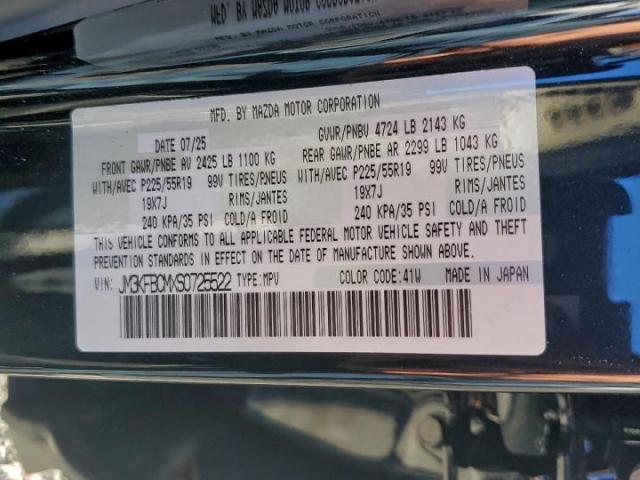 MFD. BY MAZDA MOTOR CORPORATION
DATE 07/25 GVWR/PNBV 4724 LB 2143 KG
FRONT GAWR/PNBE AV 2425 LB 1100 KG REAR GAWR/PNBE AR 2299 LB 1043 KG
WITH/AVEC P225/55R19 99V TIRES/PNEUS WITH/AVEC P225/55R19 99V TIRES/PNEUS
19X7J RIMS/JANTES 19X7J RIMS/JANTES
240 KPA/35 PSI COLD/A FROID 240 KPA/35 PSI COLD/A FROID
THIS VEHICLE CONFORMS TO ALL APPLICABLE FEDERAL MOTOR VEHICLE SAFETY AND THEFT
PREVENTION STANDARDS IN EFFECT ON THE DATE OF MANUFACTURE SHOWN ABOVE.
VIN: JM3KFBCMXS0725522 TYPE:MPV COLOR CODE:41W MADE IN JAPAN